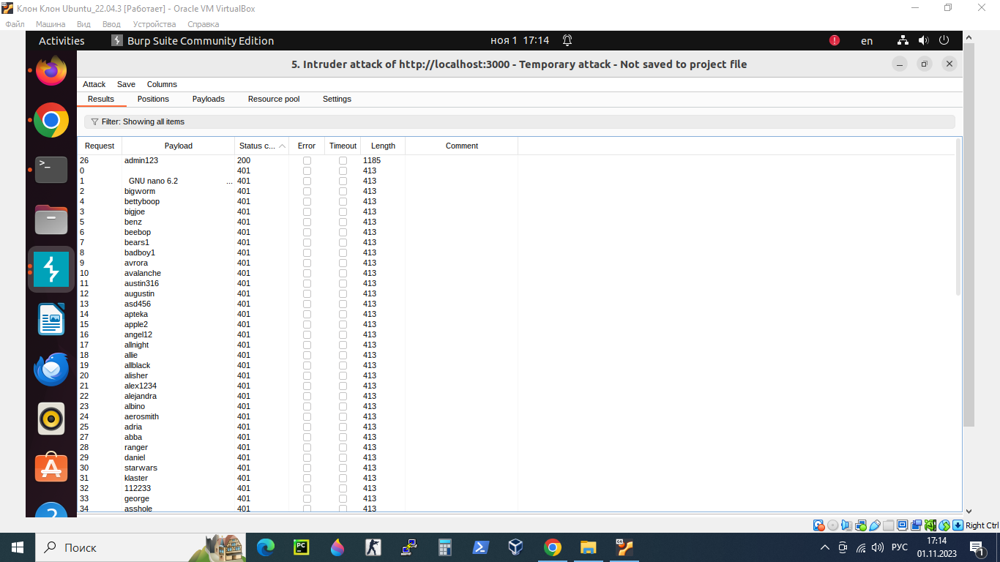 Клон Клон Ubuntu_22.04.3 [Работает] - Oracle VM VirtualBox
Файл Машина Вид Ввод Устройства Справка
Activities Burp Suite Community Edition ноя 1 17:14 en
5. Intruder attack of http://localhost:3000 - Temporary attack - Not saved to project file
Attack Save Columns
Results Positions Payloads Resource pool Settings
Filter: Showing all items
Request Payload Status c... Error Timeout Length Comment
26 admin123 200 1185
0 401 413
1 GNU nano 6.2 ... 401 413
2 bigworm 401 413
4 bettyboop 401 413
3 bigjoe 401 413
5 benz 401 413
6 beebop 401 413
7 bears1 401 413
8 badboy1 401 413
9 avrora 401 413
10 avalanche 401 413
11 austin316 401 413
12 augustin 401 413
13 asd456 401 413
14 apteka 401 413
15 apple2 401 413
16 angel12 401 413
17 allnight 401 413
18 allie 401 413
19 allblack 401 413
20 alisher 401 413
21 alex1234 401 413
22 alejandra 401 413
23 albino 401 413
24 aerosmith 401 413
25 adria 401 413
27 abba 401 413
28 ranger 401 413
29 daniel 401 413
30 starwars 401 413
31 klaster 401 413
32 112233 401 413
33 george 401 413
34 asshole 401 413
Right Ctrl
Поиск
PC
64
РУС
17:14
01.11.2023
1